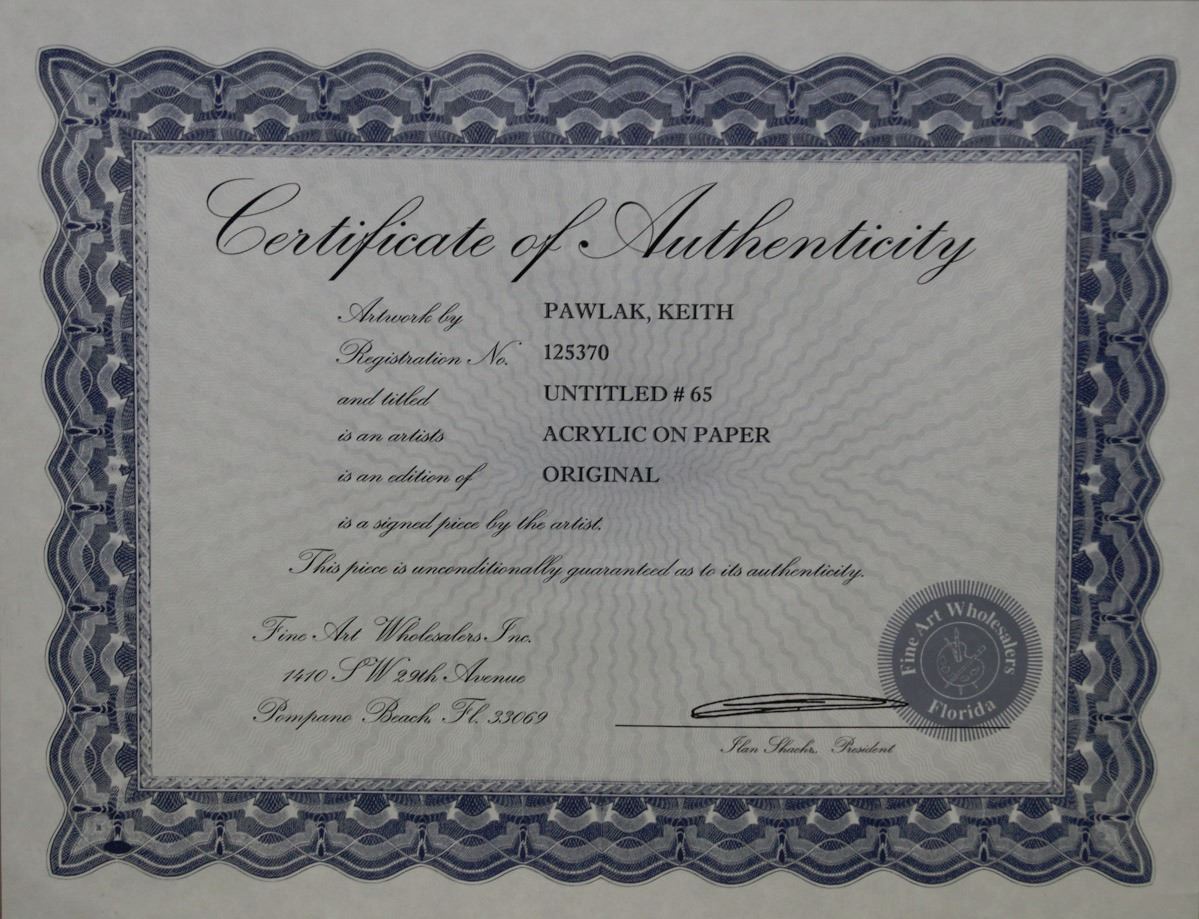 Certificate of Authenticity
Artwork by PAWLAK, KEITH
Registration No. 125370
and titled UNTITLED # 65
is an artists ACRYLIC ON PAPER
is an edition of ORIGINAL
is a signed piece by the artist.
This piece is unconditionally guaranteed as to its authenticity.
Fine Art Wholesalers Inc.
1410 SW 29th Avenue
Pompano Beach, Fl. 33069
Ilan Shachr, President
Fine Art Wholesalers
Florida